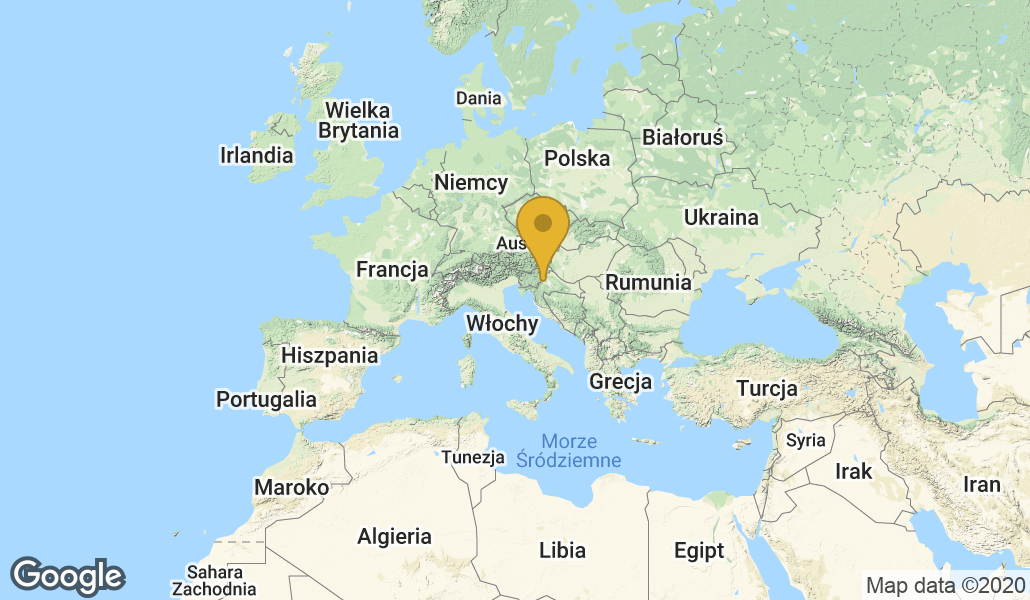 Dania
Wielka
Brytania
Białoruś
Irlandia
Polska
Niemcy
Ukraina
Aus
Francja
Rumunia
Włochy
Hiszpania
Grecja
Turcja
Portugalia
Morze
Śródziemne
Syria
Tunezja
Irak
Iran
Maroko
Algieria
Libia
Egipt
Sahara
Zachodnia
Google
Map data ©2020